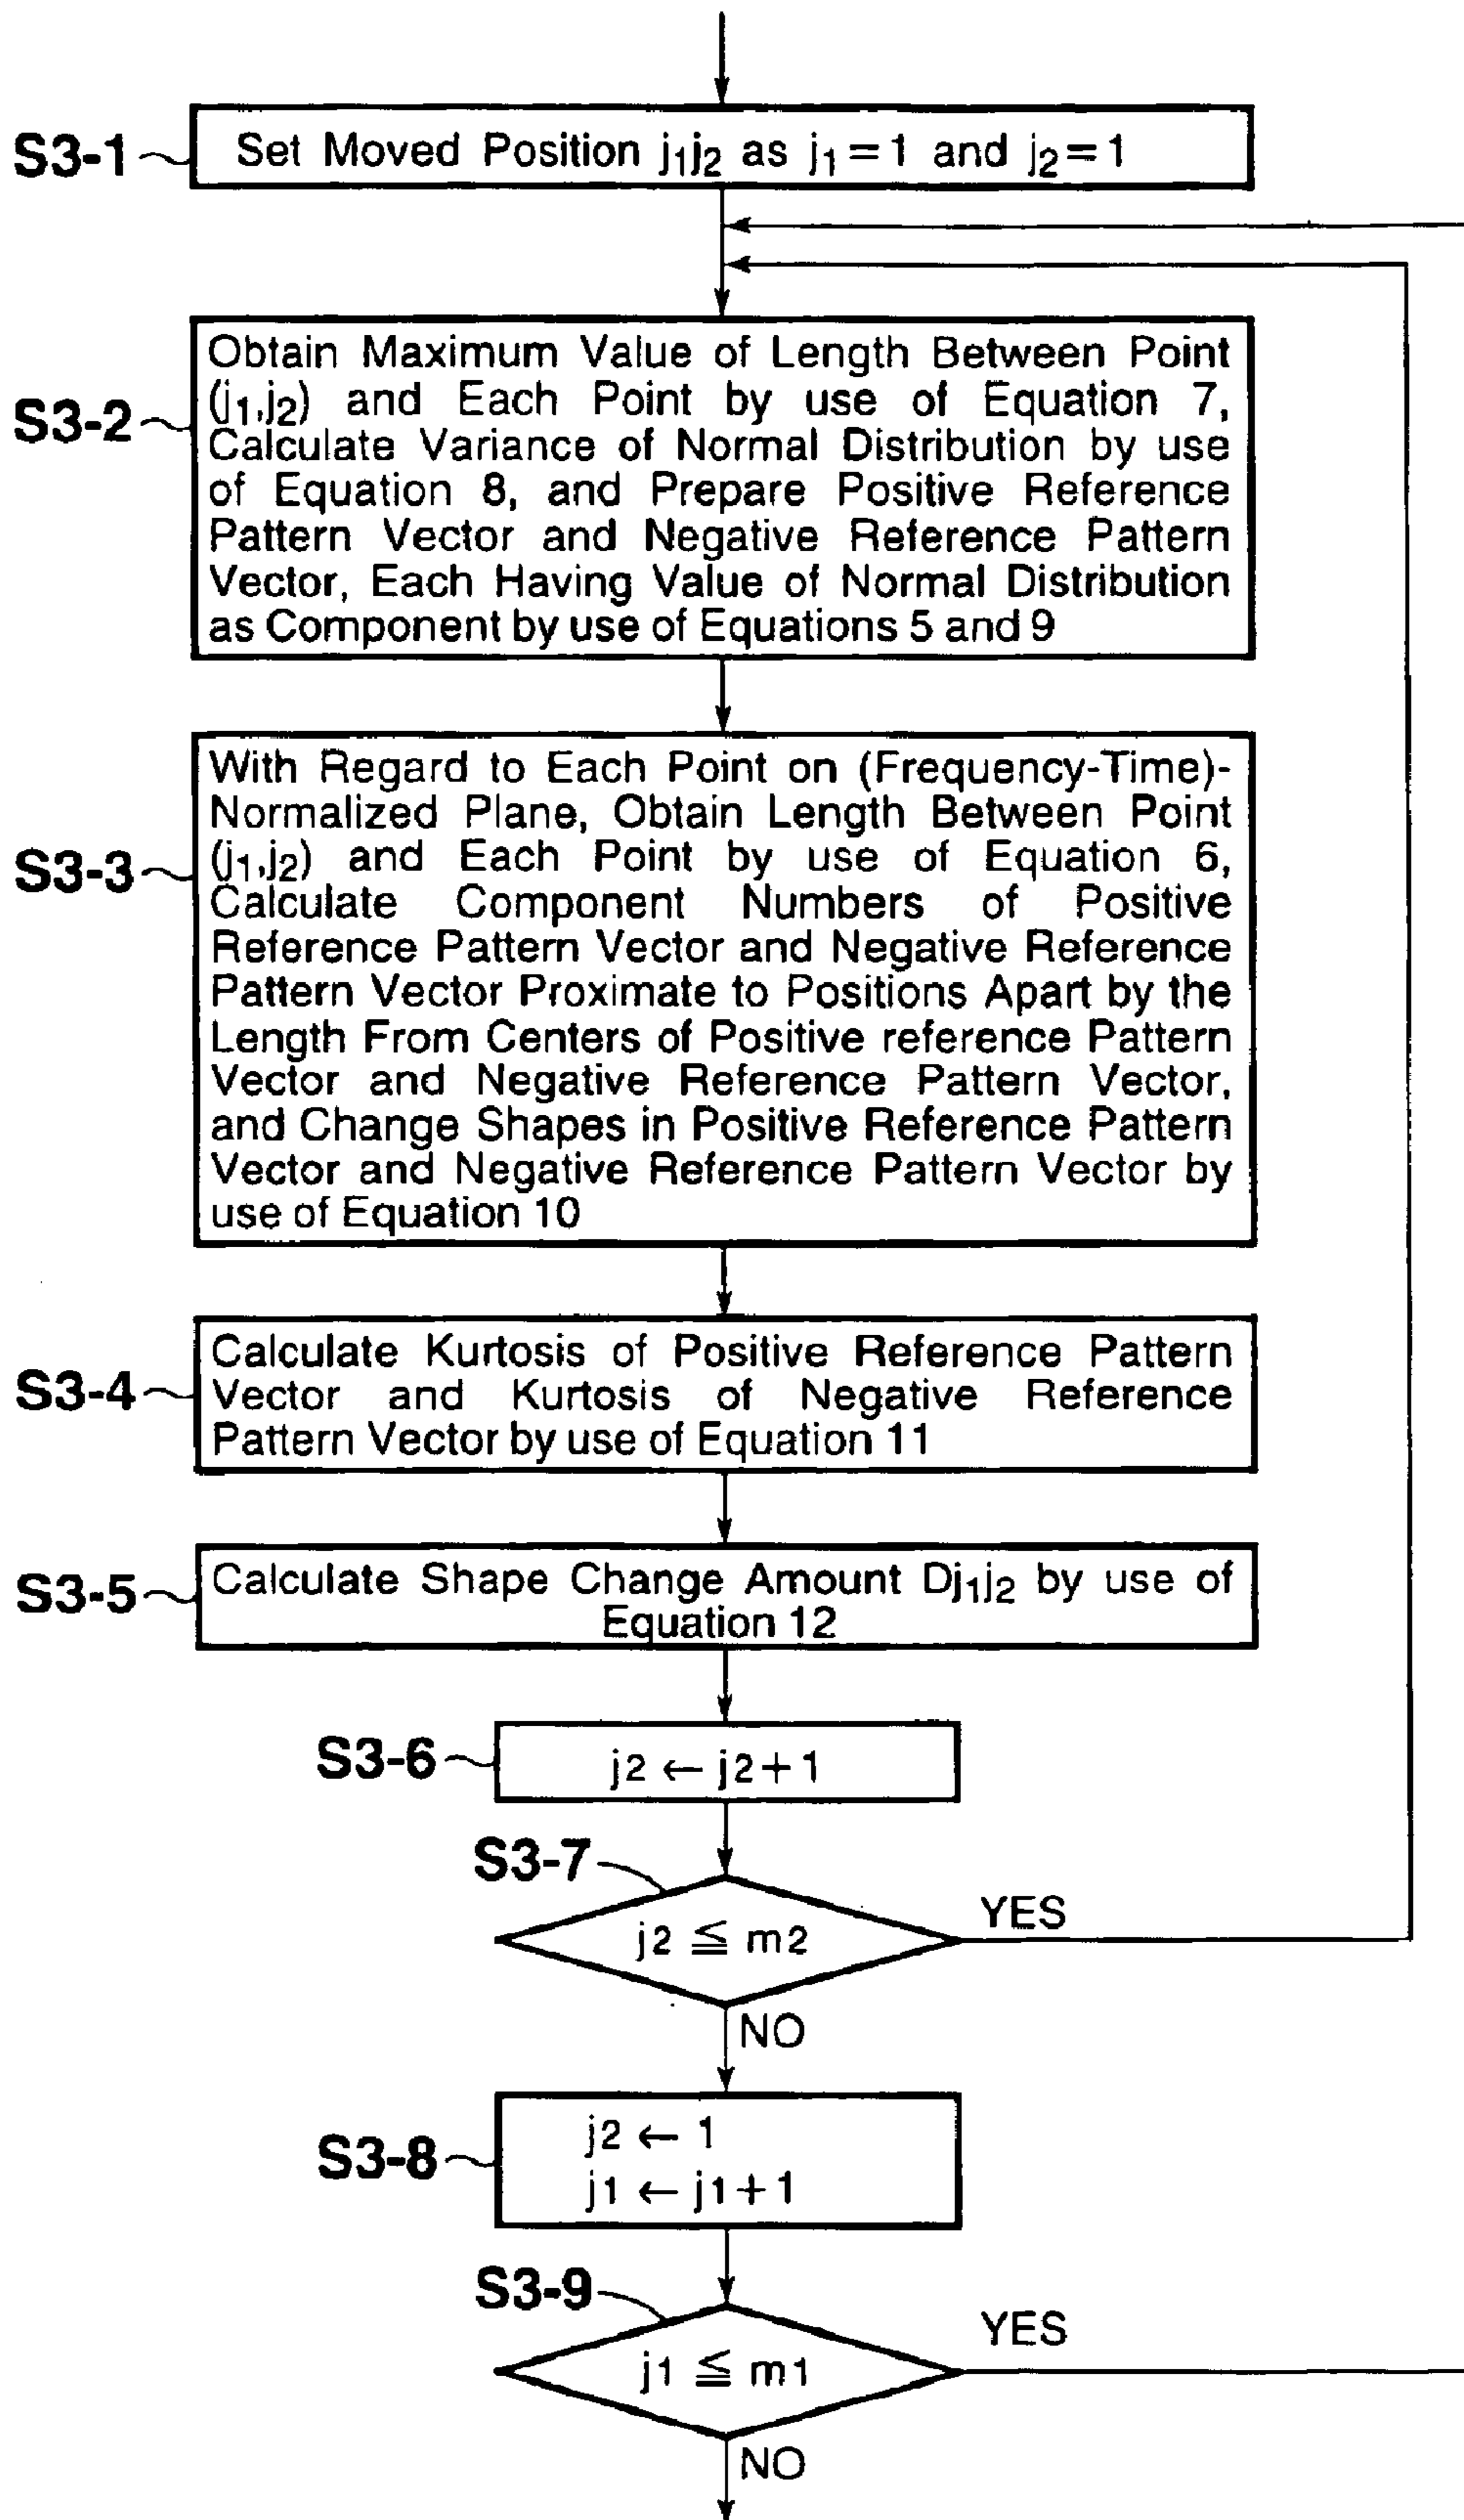 S3-1
Set Moved Position j1j2 as j1=1 and j2=1
S3-2
Obtain Maximum Value of Length Between Point
(j1,j2) and Each Point by use of Equation 7,
Calculate Variance of Normal Distribution by use
of Equation 8, and Prepare Positive Reference
Pattern Vector and Negative Reference Pattern
Vector, Each Having Value of Normal Distribution
as Component by use of Equations 5 and 9
S3-3
With Regard to Each Point on (Frequency-Time)-
Normalized Plane, Obtain Length Between Point
(j1,j2) and Each Point by use of Equation 6,
Calculate Component Numbers of Positive
Reference Pattern Vector and Negative Reference
Pattern Vector Proximate to Positions Apart by the
Length From Centers of Positive reference Pattern
Vector and Negative Reference Pattern Vector,
and Change Shapes in Positive Reference Pattern
Vector and Negative Reference Pattern Vector by
use of Equation 10
S3-4
Calculate Kurtosis of Positive Reference Pattern
Vector and Kurtosis of Negative Reference
Pattern Vector by use of Equation 11
S3-5
Calculate Shape Change Amount Dj1j2 by use of
Equation 12
S3-6
j2 ← j2+1
S3-7
j2 ≦ m2
YES
NO
S3-8
j2 ← 1
j1 ← j1+1
S3-9
j1 ≦ m1
YES
NO